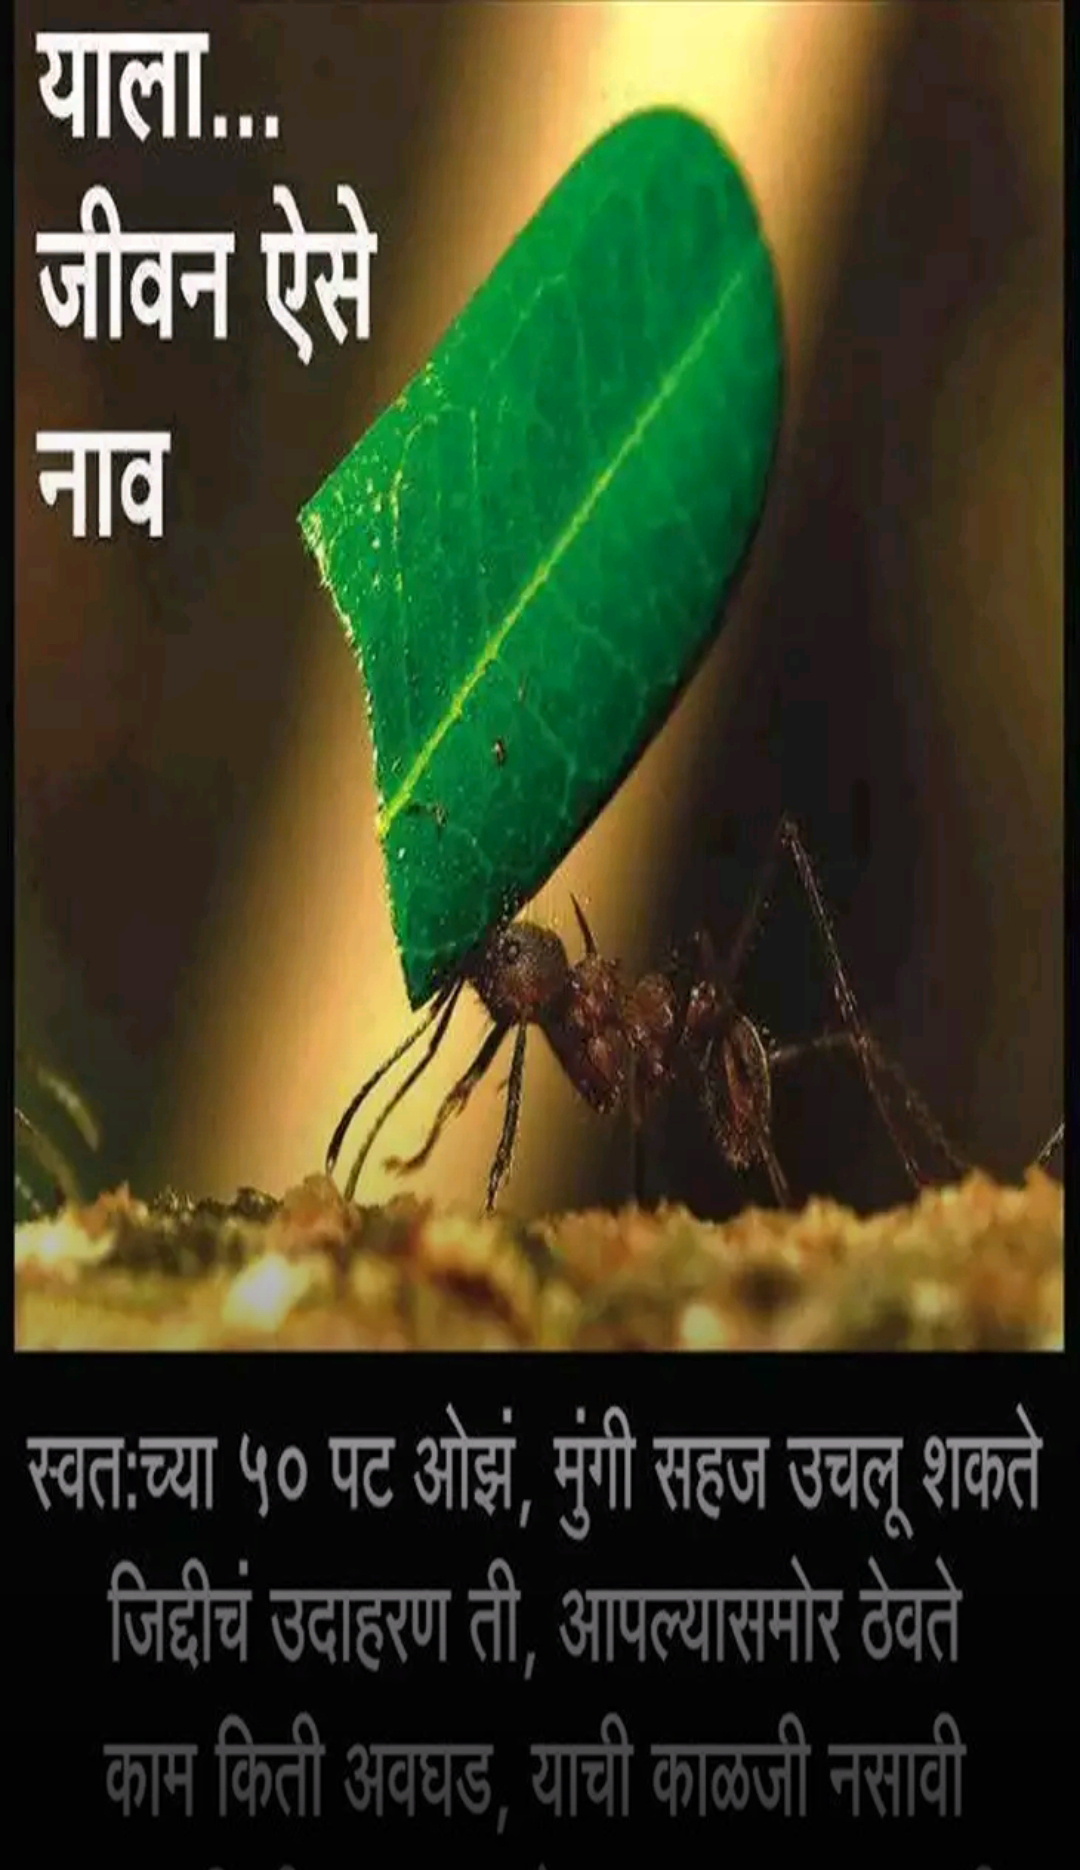 याला...
जीवन ऐसे
नाव
स्वत:च्या ५० पट ओझं, मुंगी सहज उचलू शकते
जिद्दीचं उदाहरण ती, आपल्यासमोर ठेवते
काम किती अवघड, याची काळजी नसावी